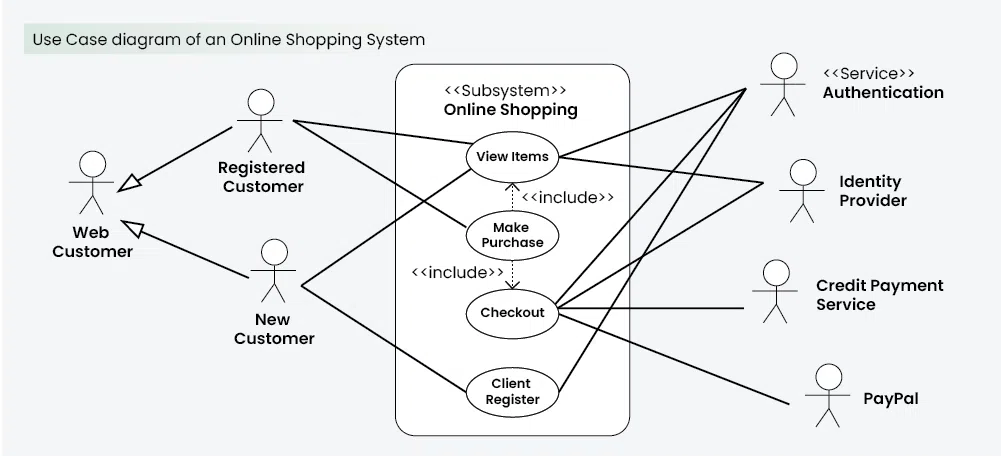 Use Case diagram of an Online Shopping System
<<Subsystem>>
Online Shopping
Registered
Customer
Web
Customer
New
Customer
View Items
<<include>>
Make
Purchase
<<include>>
Checkout
Client
Register
<<Service>>
Authentication
Identity
Provider
Credit Payment
Service
PayPal